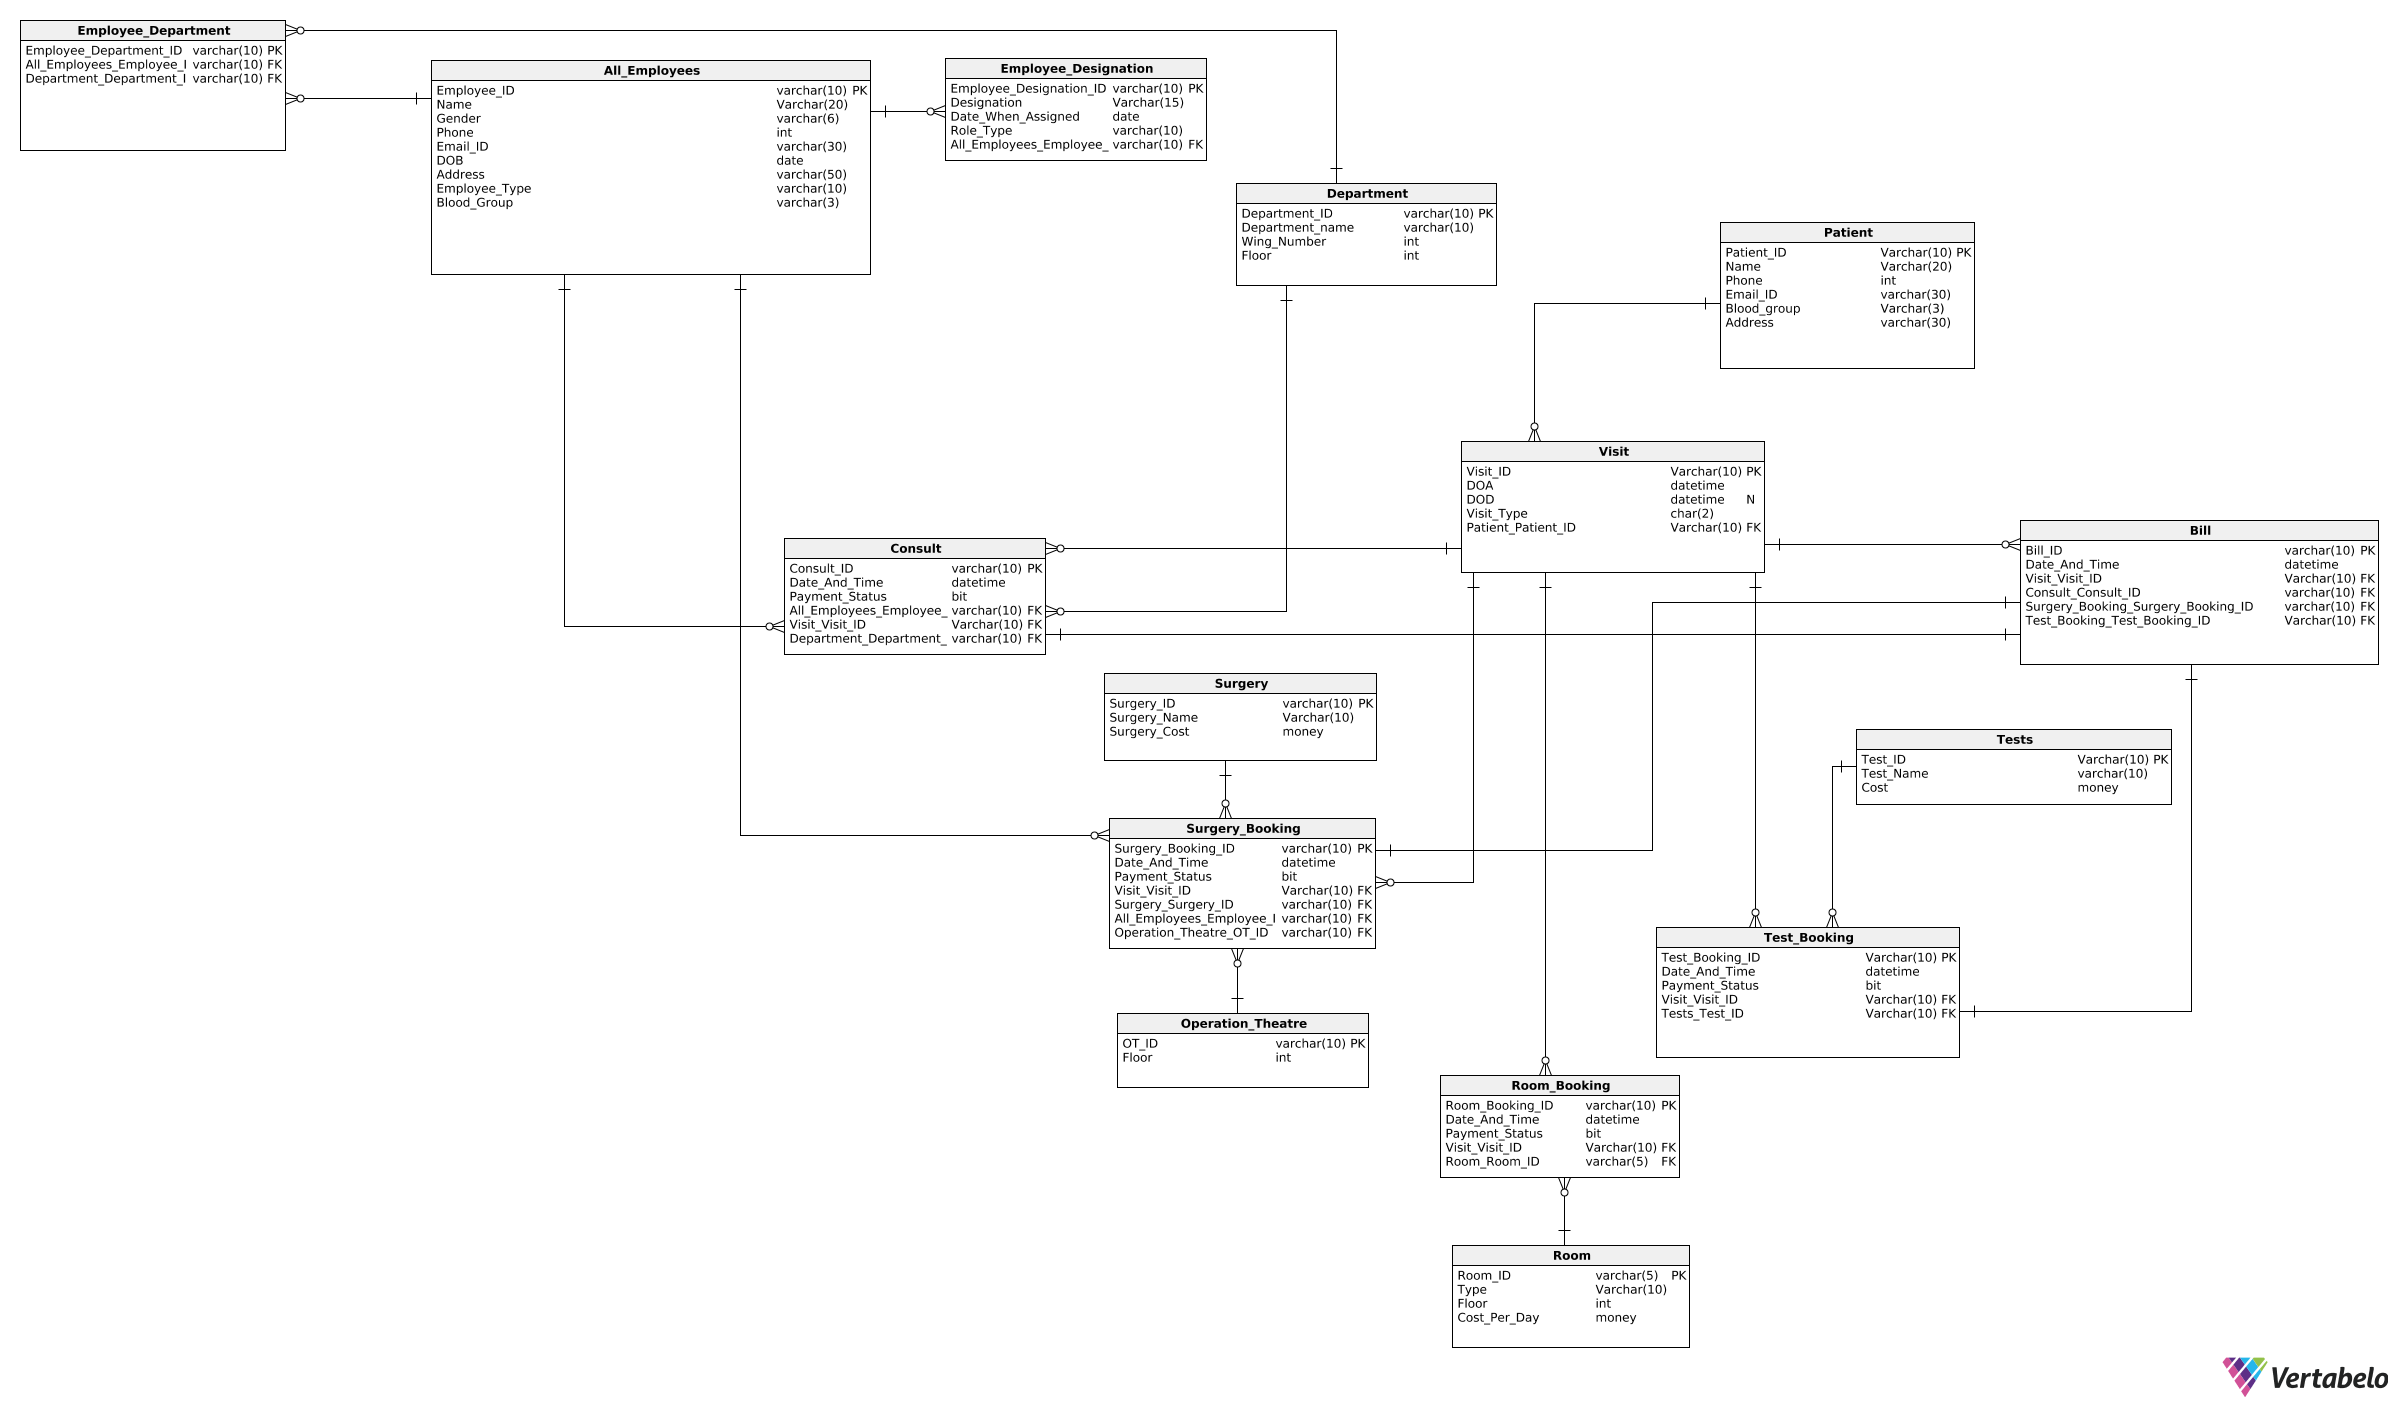 Employee_Department
Employee_Department_ID varchar(10) PK
All_Employees_Employee_I varchar(10) FK
Department_Department_I varchar(10) FK
All_Employees
Employee_ID varchar(10) PK
Name Varchar(20)
Gender varchar(6)
Phone int
Email_ID varchar(30)
DOB date
Address varchar(50)
Employee_Type varchar(10)
Blood_Group varchar(3)
Employee_Designation
Employee_Designation_ID varchar(10) PK
Designation Varchar(15)
Date_When_Assigned date
Role_Type varchar(10)
All_Employees_Employee_ varchar(10) FK
Department
Department_ID varchar(10) PK
Department_name varchar(10)
Wing_Number int
Floor int
Patient
Patient_ID Varchar(10) PK
Name Varchar(20)
Phone int
Email_ID varchar(30)
Blood_group Varchar(3)
Address varchar(30)
Visit
Visit_ID Varchar(10) PK
DOA datetime
DOD datetime N
Visit_Type char(2)
Patient_Patient_ID Varchar(10) FK
Bill
Bill_ID varchar(10) PK
Date_And_Time datetime
Visit_Visit_ID Varchar(10) FK
Consult_Consult_ID varchar(10) FK
Surgery_Booking_Surgery_Booking_ID varchar(10) FK
Test_Booking_Test_Booking_ID Varchar(10) FK
Consult
Consult_ID varchar(10) PK
Date_And_Time datetime
Payment_Status bit
All_Employees_Employee_ varchar(10) FK
Visit_Visit_ID Varchar(10) FK
Department_Department_ varchar(10) FK
Surgery
Surgery_ID varchar(10) PK
Surgery_Name Varchar(10)
Surgery_Cost money
Tests
Test_ID Varchar(10) PK
Test_Name varchar(10)
Cost money
Surgery_Booking
Surgery_Booking_ID varchar(10) PK
Date_And_Time datetime
Payment_Status bit
Visit_Visit_ID Varchar(10) FK
Surgery_Surgery_ID varchar(10) FK
All_Employees_Employee_I varchar(10) FK
Operation_Theatre_OT_ID varchar(10) FK
Test_Booking
Test_Booking_ID Varchar(10) PK
Date_And_Time datetime
Payment_Status bit
Visit_Visit_ID Varchar(10) FK
Tests_Test_ID Varchar(10) FK
Operation_Theatre
OT_ID varchar(10) PK
Floor int
Room_Booking
Room_Booking_ID varchar(10) PK
Date_And_Time datetime
Payment_Status bit
Visit_Visit_ID Varchar(10) FK
Room_Room_ID varchar(5) FK
Room
Room_ID varchar(5) PK
Type Varchar(10)
Floor int
Cost_Per_Day money
Vertabelo